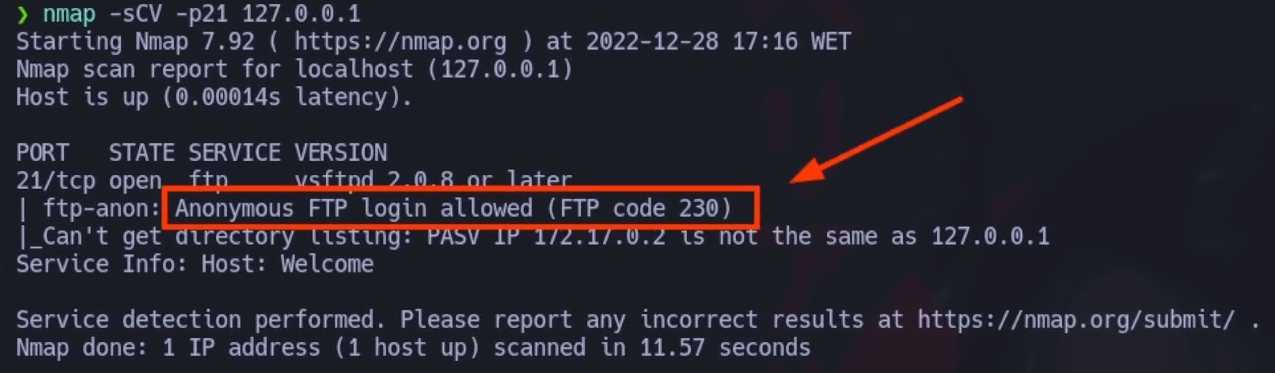 ❯ nmap -sCV -p21 127.0.0.1
Starting Nmap 7.92 ( https://nmap.org ) at 2022-12-28 17:16 WET
Nmap scan report for localhost (127.0.0.1)
Host is up (0.00014s latency).
PORT   STATE SERVICE VERSION
21/tcp open  ftp     vsftpd 2.0.8 or later
| ftp-anon: Anonymous FTP login allowed (FTP code 230)
|_Can't get directory listing: PASV IP 172.17.0.2 is not the same as 127.0.0.1
Service Info: Host: Welcome
Service detection performed. Please report any incorrect results at https://nmap.org/submit/ .
Nmap done: 1 IP address (1 host up) scanned in 11.57 seconds